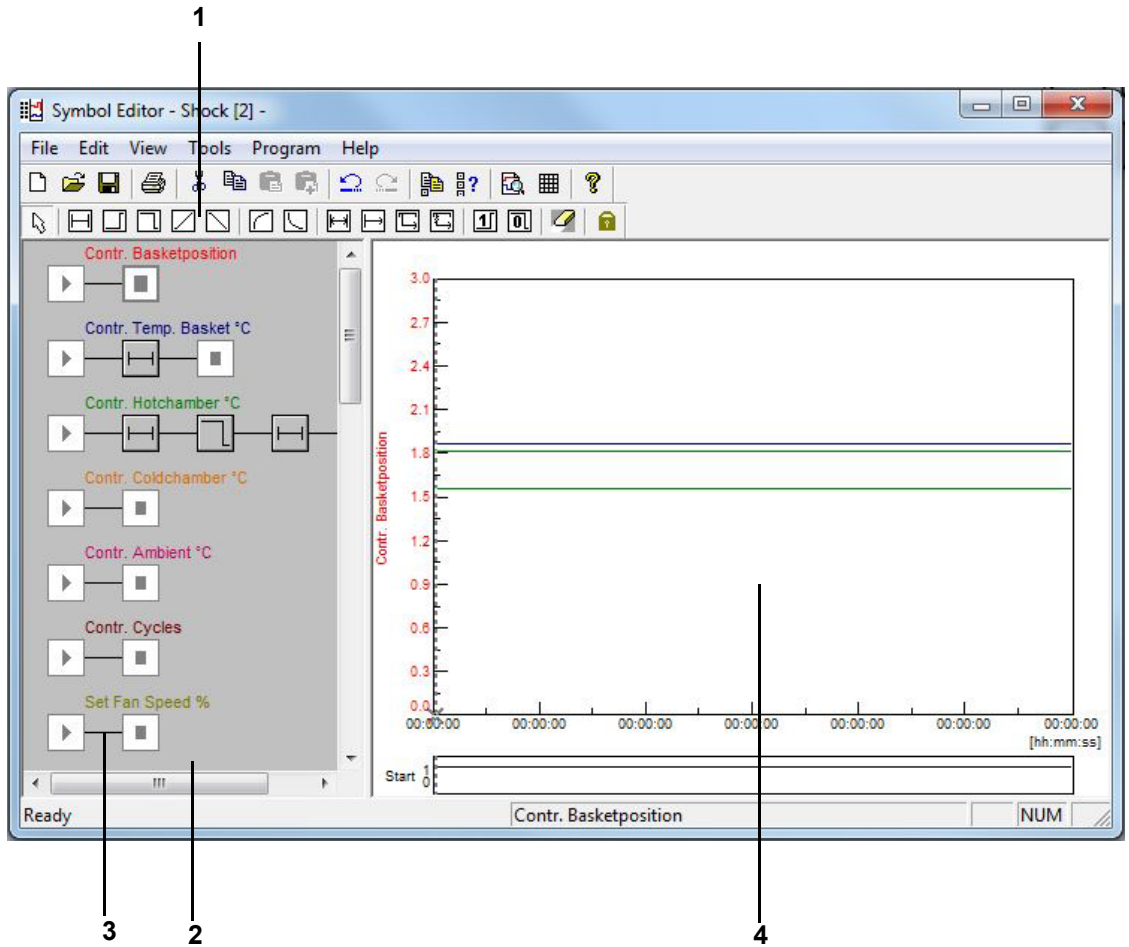 1
Symbol Editor - Shock [2] -
File Edit View Tools Program Help
Contr. Basketposition
Contr. Temp. Basket °C
Contr. Hotchamber °C
Contr. Coldchamber °C
Contr. Ambient °C
Contr. Cycles
Set Fan Speed %
Contr. Basketposition
3.0
2.7
2.4
2.1
1.8
1.5
1.2
0.9
0.6
0.3
0.0
00:00:00 00:00:00 00:00:00 00:00:00 00:00:00 00:00:00 00:00:00
[hh:mm:ss]
Start 1
0
Ready Contr. Basketposition NUM
3 2 4